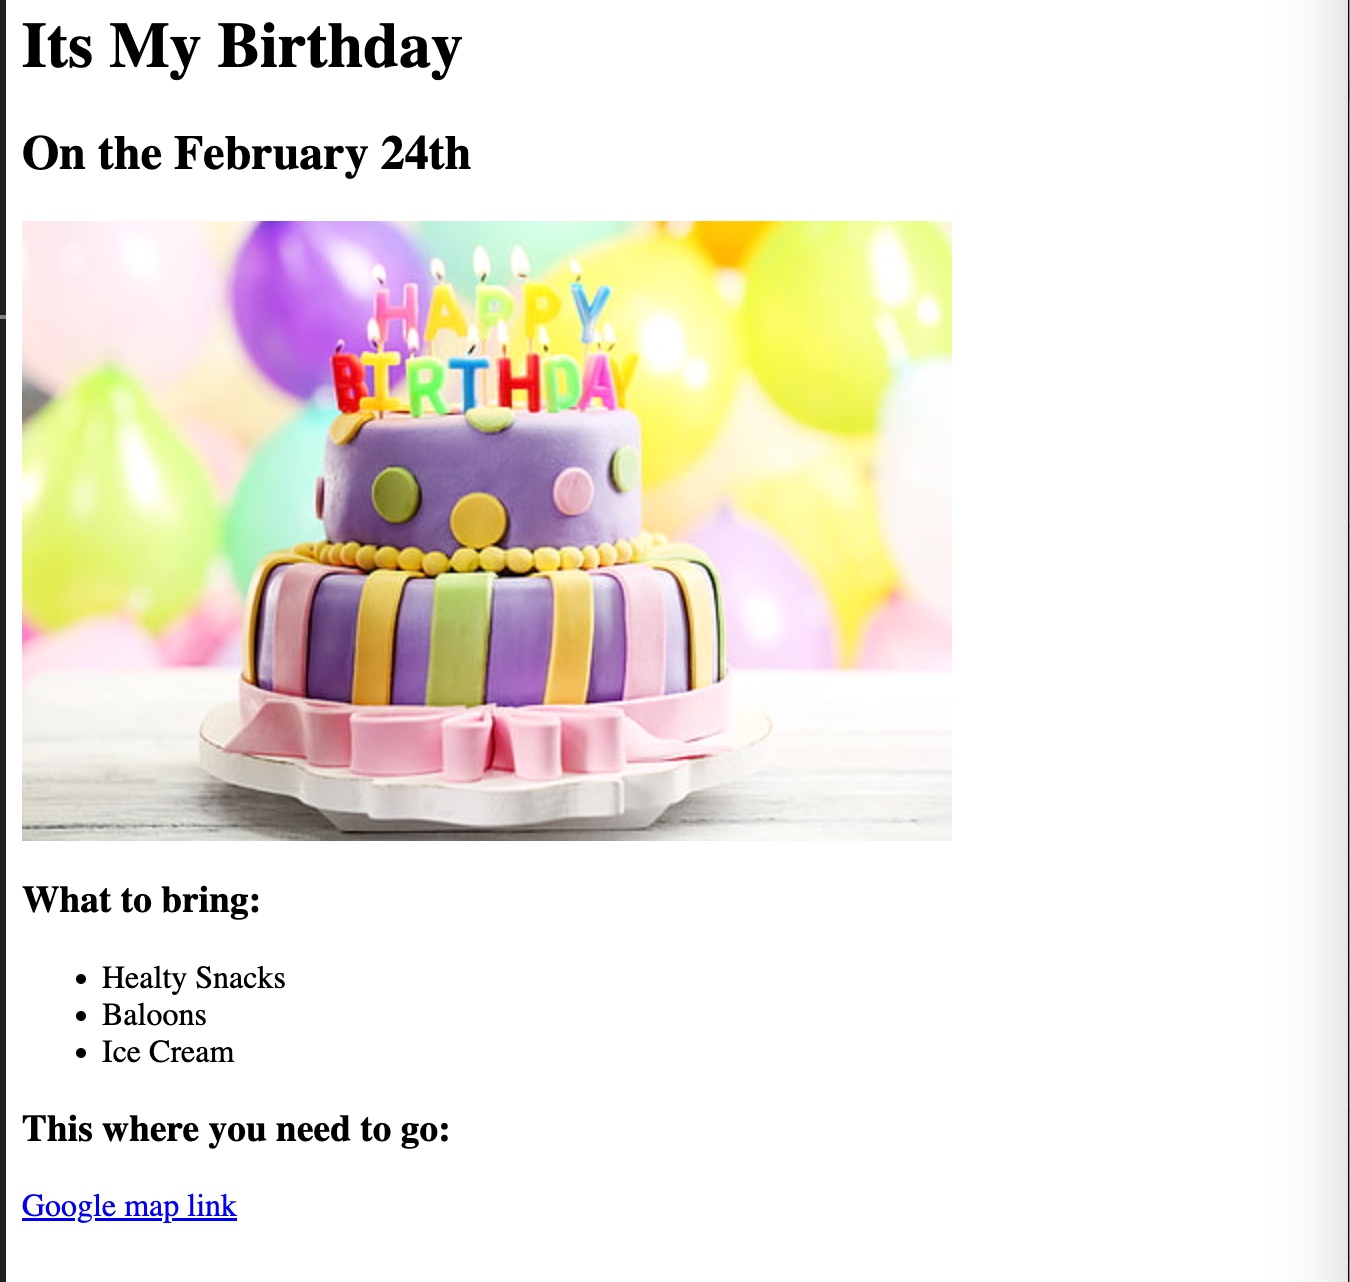 Its My Birthday
On the February 24th
HAPPY
BIRTHDAY
What to bring:
Healty Snacks
Baloons
Ice Cream
This where you need to go:
Google map link